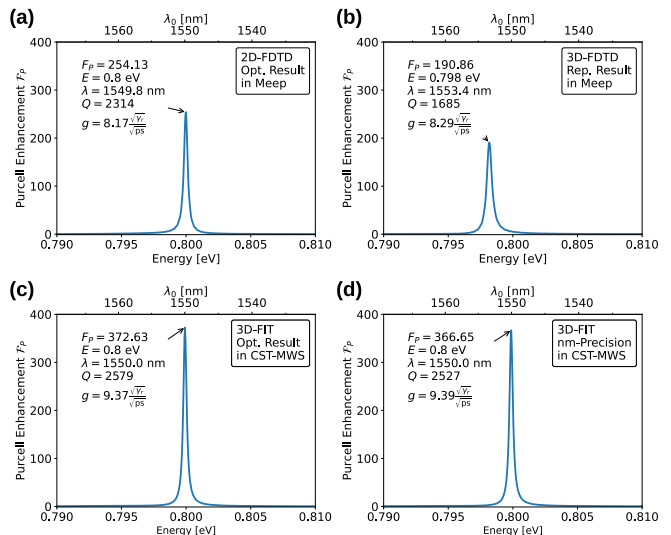 (a)
λ₀ [nm]
1560 1550 1540
400
300
200
100
0
Purcell Enhancement ℱ_P
F_P = 254.13
E = 0.8 eV
λ = 1549.8 nm
Q = 2314
g = 8.17 √γ_r/√ps
2D-FDTD
Opt. Result
in Meep
0.790 0.795 0.800 0.805 0.810
Energy [eV]
(b)
λ₀ [nm]
1560 1550 1540
400
300
200
100
0
Purcell Enhancement ℱ_P
F_P = 190.86
E = 0.798 eV
λ = 1553.4 nm
Q = 1685
g = 8.29 √γ_r/√ps
3D-FDTD
Rep. Result
in Meep
0.790 0.795 0.800 0.805 0.810
Energy [eV]
(c)
λ₀ [nm]
1560 1550 1540
400
300
200
100
0
Purcell Enhancement ℱ_P
F_P = 372.63
E = 0.8 eV
λ = 1550.0 nm
Q = 2579
g = 9.37 √γ_r/√ps
3D-FIT
Opt. Result
in CST-MWS
0.790 0.795 0.800 0.805 0.810
Energy [eV]
(d)
λ₀ [nm]
1560 1550 1540
400
300
200
100
0
Purcell Enhancement ℱ_P
F_P = 366.65
E = 0.8 eV
λ = 1550.0 nm
Q = 2527
g = 9.39 √γ_r/√ps
3D-FIT
nm-Precision
in CST-MWS
0.790 0.795 0.800 0.805 0.810
Energy [eV]